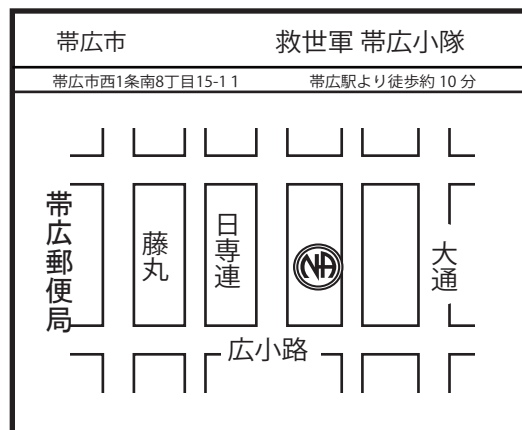 帯広市
救世軍 帯広小隊
帯広市西1条南8丁目15-1 1
帯広駅より徒歩約 10 分
帯広郵便局
藤丸
日専連
NA
大通
広小路